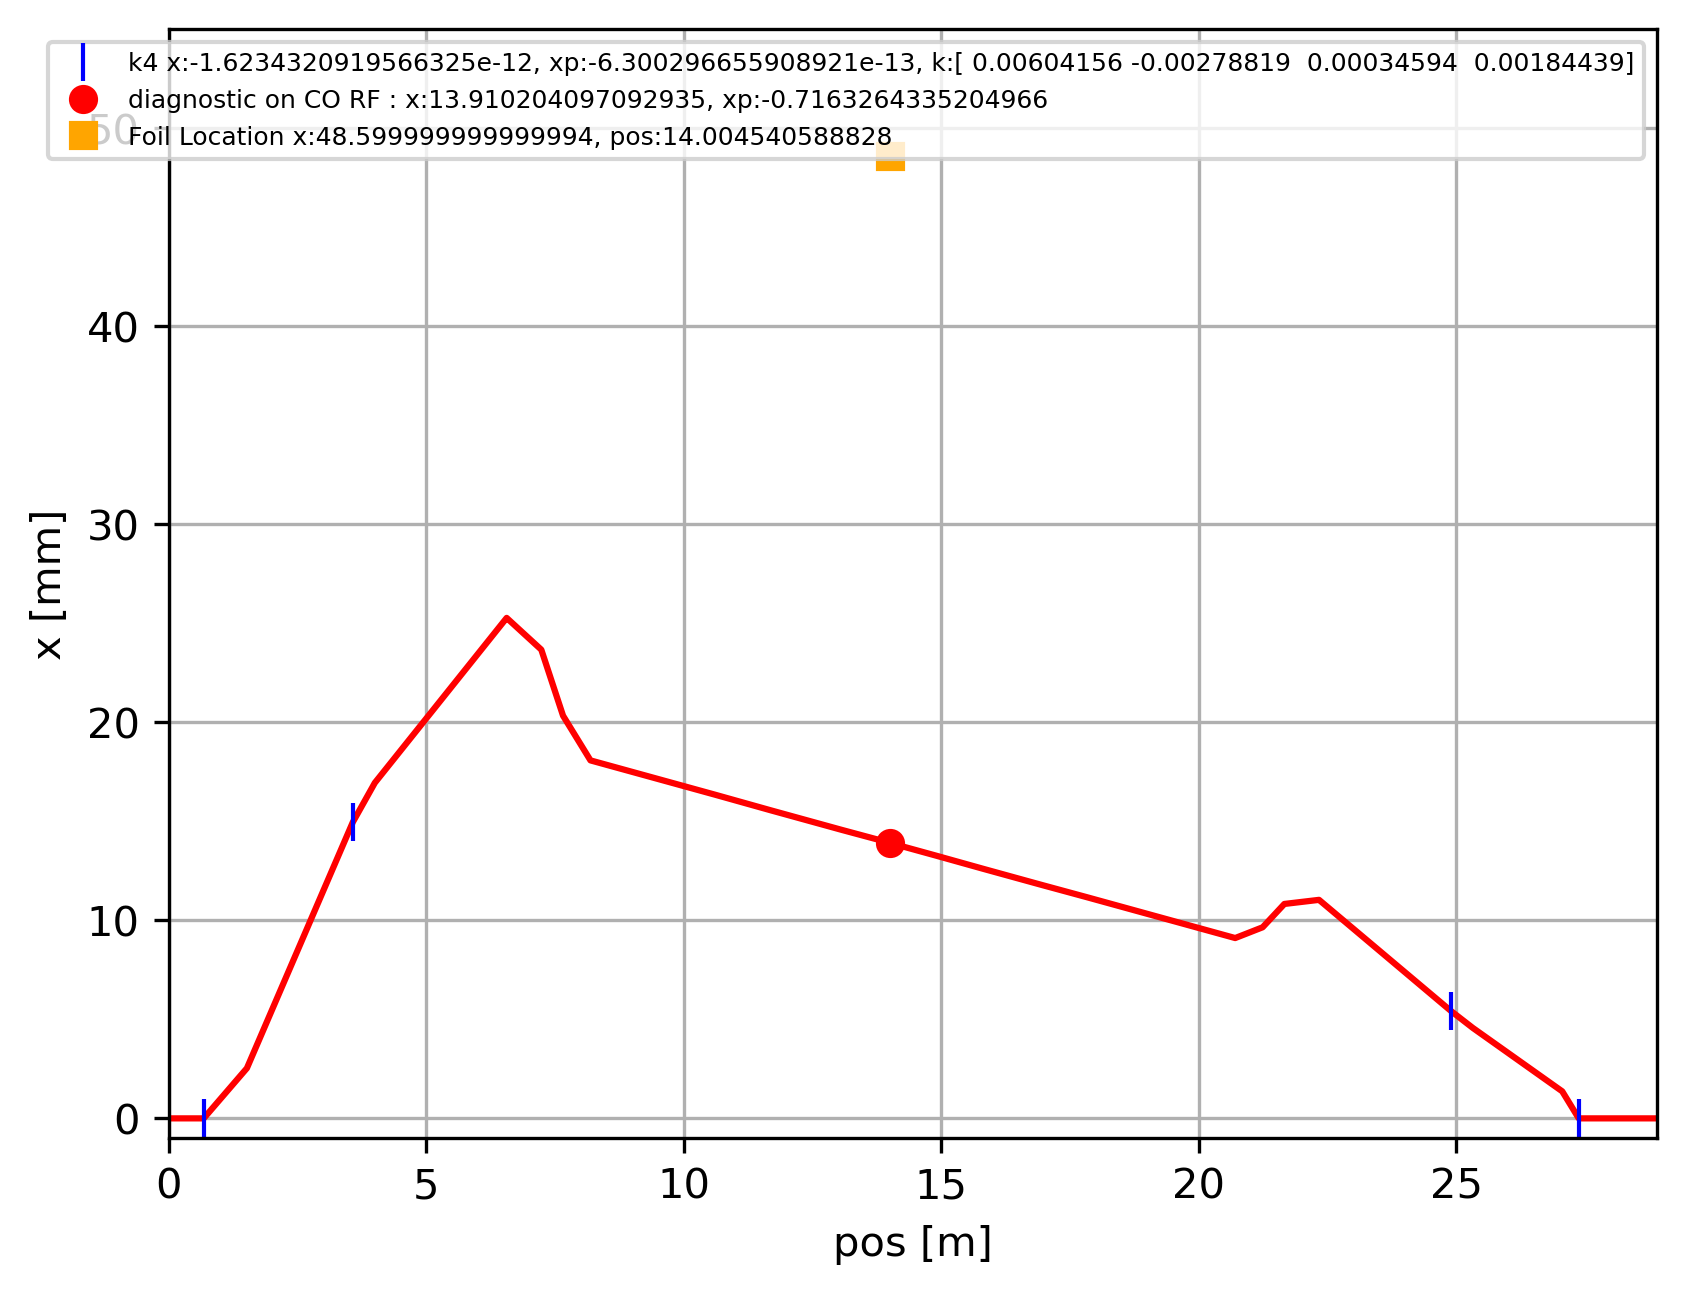 k4 x:-1.6234320919566325e-12, xp:-6.300296655908921e-13, k:[ 0.00604156 -0.00278819  0.00034594  0.00184439]
diagnostic on CO RF : x:13.910204097092935, xp:-0.7163264335204966
Foil Location x:48.599999999999994, pos:14.004540588828
50
40
30
20
10
0
x [mm]
0 5 10 15 20 25
pos [m]